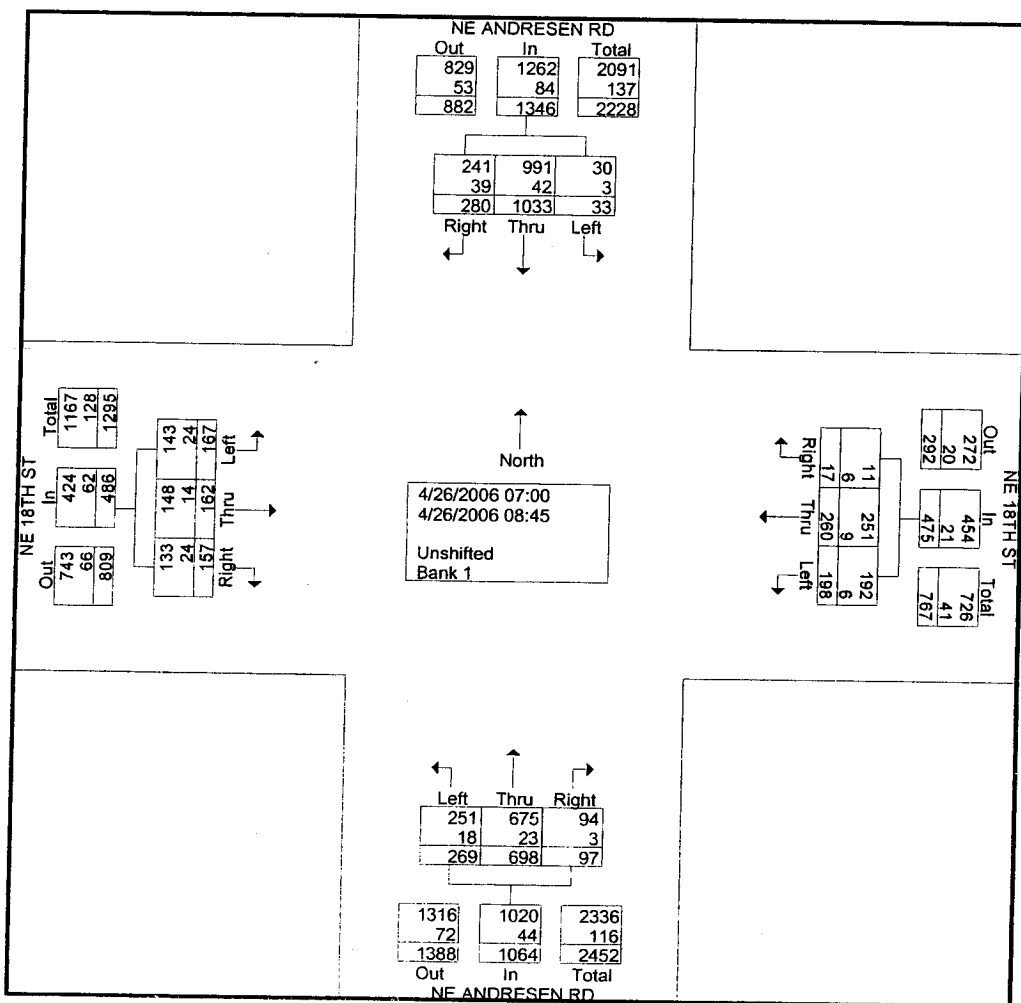 NE ANDRESEN RD
Out In Total
829 1262 2091
53 84 137
882 1346 2228
241 991 30
39 42 3
280 1033 33
Right Thru Left
NE 18TH ST
Total
1167
128
1295
In
424
62
486
Out
743
66
809
Left
143
24
167
Thru
148
14
162
Right
133
24
157
North
4/26/2006 07:00
4/26/2006 08:45
Unshifted
Bank 1
Right
11
6
17
Thru
251
9
260
Left
192
6
198
Out
272
20
292
In
454
21
475
Total
726
41
767
NE 18TH ST
Left Thru Right
251 675 94
18 23 3
269 698 97
1316 1020 2336
72 44 116
1388 1064 2452
Out In Total
NE ANDRESEN RD